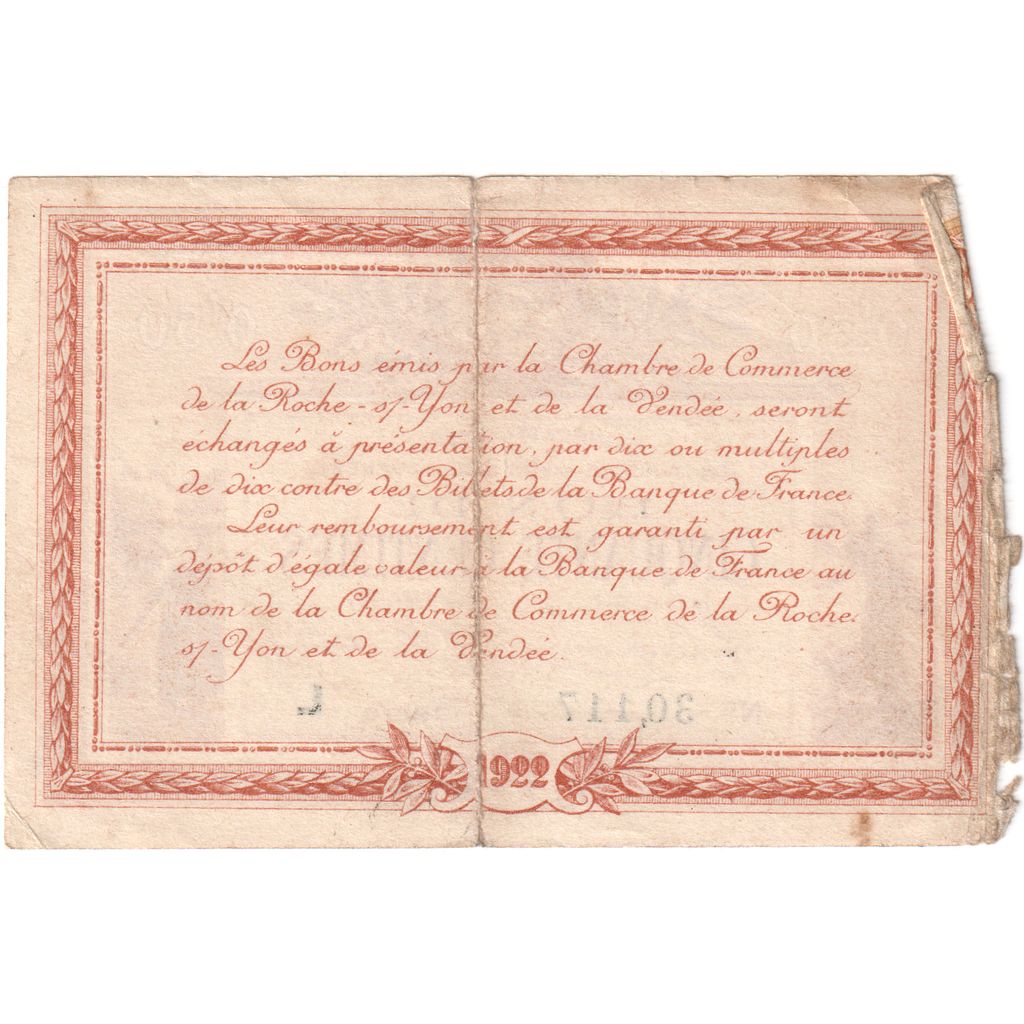 Les Bons émis par la Chambre de Commerce
de la Roche-s/-Yon et de la Vendée, seront
échangés à présentation, par dix ou multiples
de dix contre des Billets de la Banque de France.
Leur remboursement est garanti par un
dépôt d'égale valeur à la Banque de France au
nom de la Chambre de Commerce de la Roche-
s/-Yon et de la Vendée.
L 30,117
1922